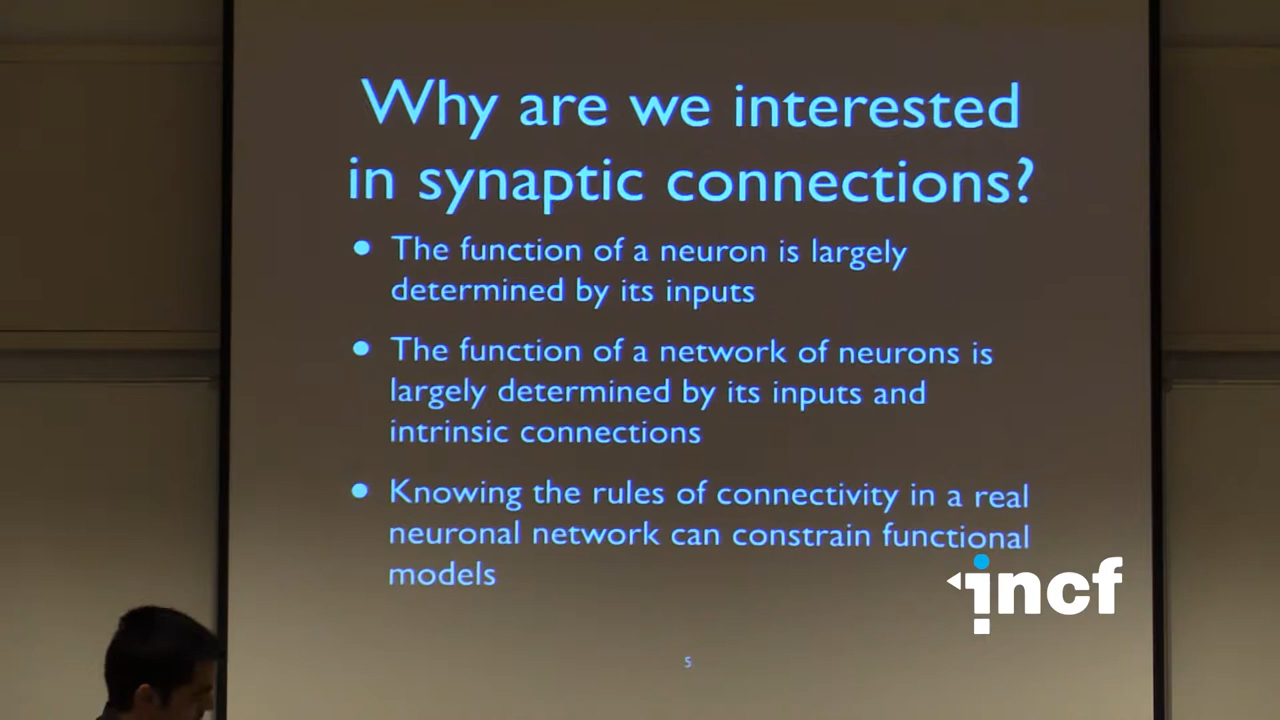 Why are we interested
in synaptic connections?
• The function of a neuron is largely
determined by its inputs
• The function of a network of neurons is
largely determined by its inputs and
intrinsic connections
• Knowing the rules of connectivity in a real
neuronal network can constrain functional
models
incf
5